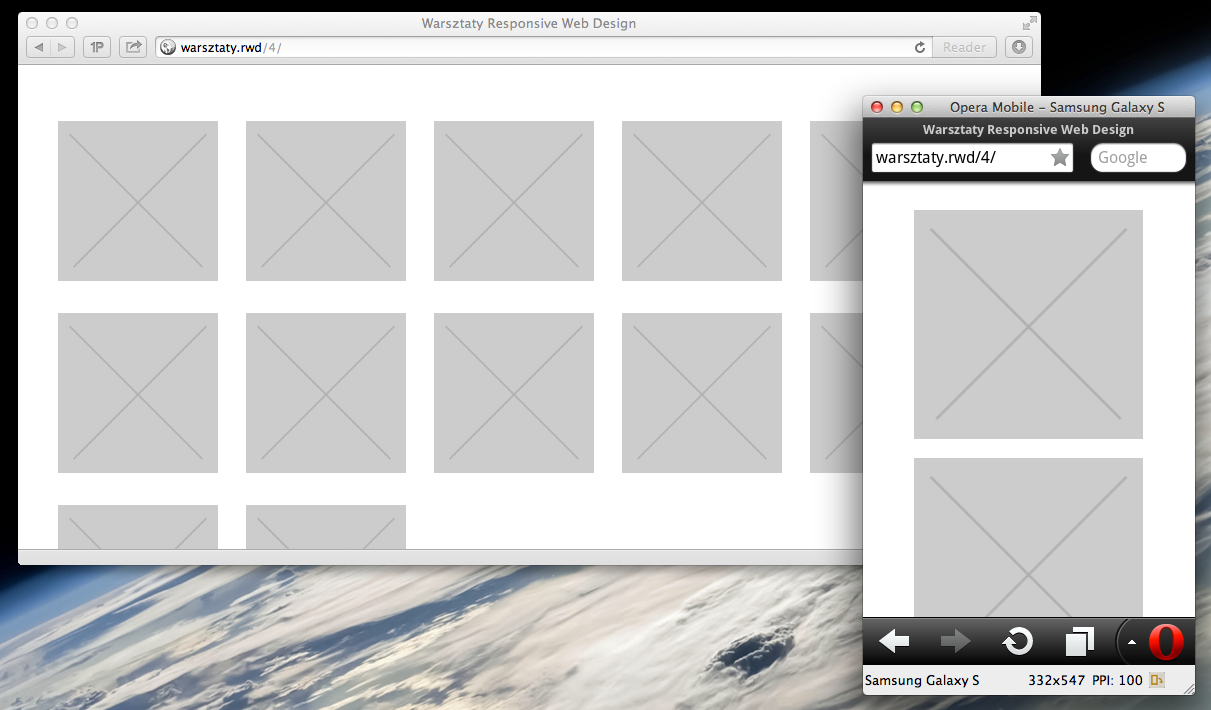 Warsztaty Responsive Web Design
1P
warsztaty.rwd/4/
Reader
Opera Mobile – Samsung Galaxy S
Warsztaty Responsive Web Design
warsztaty.rwd/4/
Google
Samsung Galaxy S 332x547 PPI: 100